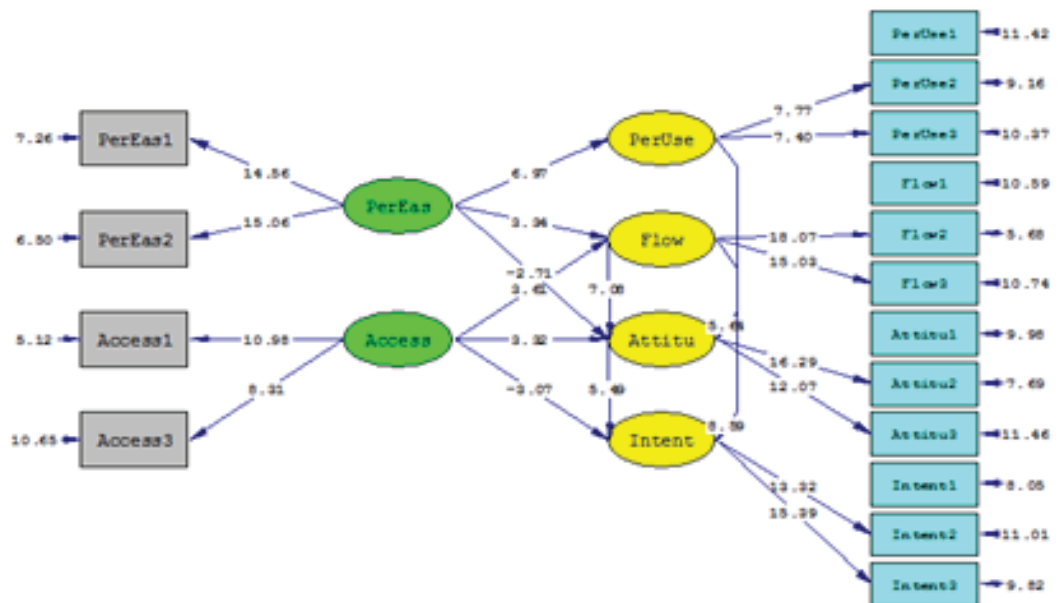 PerUse1 11.42
PerUse2 9.16
7.77
7.26 PerEas1 PerUse PerUse3 10.37
7.40
14.56 6.97
Flow1 10.59
PerEas
15.06 3.34
6.50 PerEas2 Flow 18.07 Flow2 5.68
15.03
-2.71
3.61 7.08 Flow3 10.74
5.64
5.12 Access1 10.98 Access 3.32 Attitu Attitu1 9.98
16.29
8.31 -3.07 5.49 12.07 Attitu2 7.69
8.59
10.65 Access3 Intent Attitu3 11.46
13.32
Intent1 8.05
15.39
Intent2 11.01
Intent3 9.82